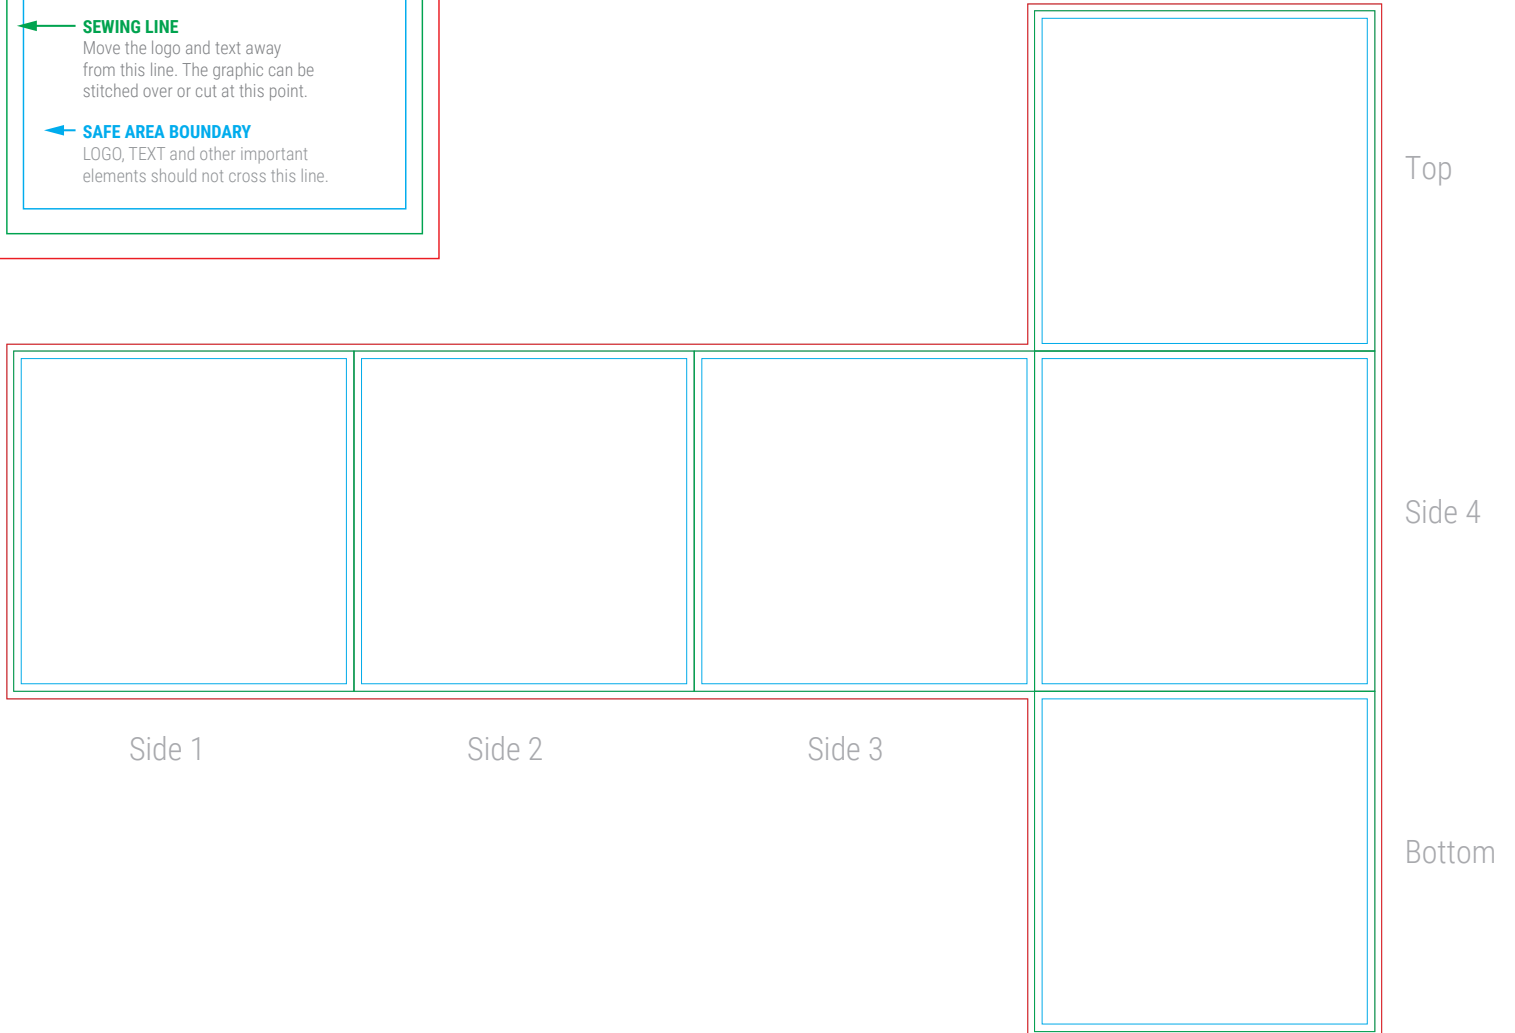 SEWING LINE
Move the logo and text away
from this line. The graphic can be
stitched over or cut at this point.
SAFE AREA BOUNDARY
LOGO, TEXT and other important
elements should not cross this line.
Top
Side 4
Side 1
Side 2
Side 3
Bottom